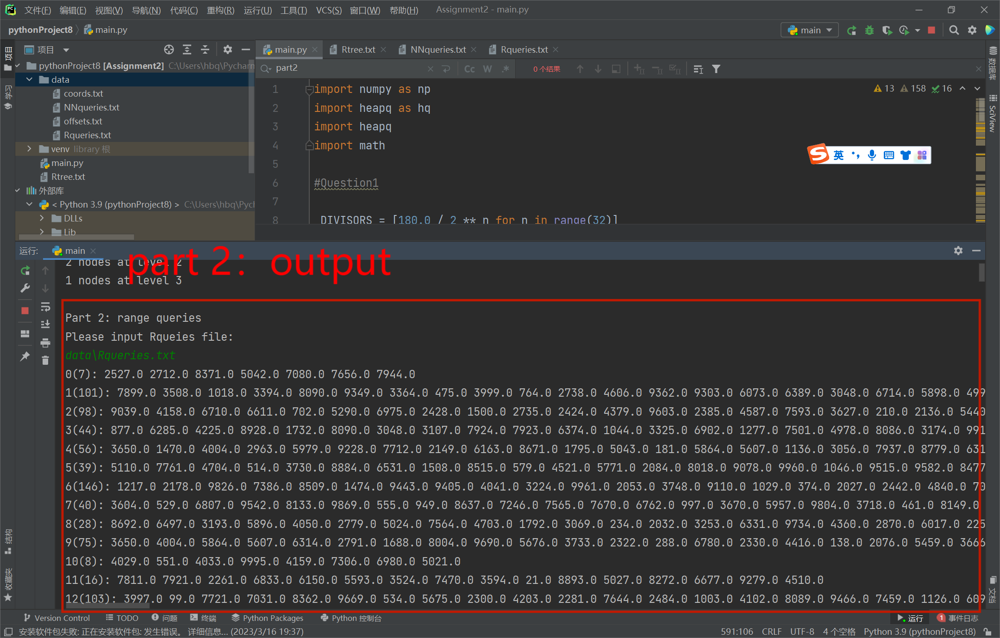 文件(F) 编辑(E) 视图(V) 导航(N) 代码(C) 重构(R) 运行(U) 工具(T) VCS(S) 窗口(W) 帮助(H) Assignment2 - main.py
pythonProject8 main.py
main
项目
main.py Rtree.txt NNqueries.txt Rqueries.txt
pythonProject8 [Assignment2] C:\Users\hbq\Pycharm
data
coords.txt
NNqueries.txt
offsets.txt
Rqueries.txt
venv library 根
main.py
Rtree.txt
外部库
< Python 3.9 (pythonProject8) > C:\Users\hbq\Pych
DLLs
Lib
项目
学习
结构
收藏夹
part2 Cc W .* 0 个结果
13 158 16
1 import numpy as np
2 import heapq as hq
3 import heapq
4 import math
5
6 #Question1
7
8 DIVISORS = [180.0 / 2 ** n for n in range(32)]
英
数据库
SciView
运行: main
part 2: output
2 nodes at level 2
1 nodes at level 3
Part 2: range queries
Please input Rqueies file:
data\Rqueries.txt
0(7): 2527.0 2712.0 8371.0 5042.0 7080.0 7656.0 7944.0
1(101): 7899.0 3508.0 1018.0 3394.0 8090.0 9349.0 3364.0 475.0 3999.0 764.0 2738.0 4606.0 9362.0 9303.0 6073.0 6389.0 3048.0 6714.0 5898.0 499
2(98): 9039.0 4158.0 6710.0 6611.0 702.0 5290.0 6975.0 2428.0 1500.0 2735.0 2424.0 4379.0 9603.0 2385.0 4587.0 7593.0 3627.0 210.0 2136.0 5440
3(44): 877.0 6285.0 4225.0 8928.0 1732.0 8090.0 3048.0 3107.0 7924.0 7923.0 6374.0 1044.0 3325.0 6902.0 1277.0 7501.0 4978.0 8086.0 3174.0 991
4(56): 3650.0 1470.0 4004.0 2963.0 5979.0 9228.0 7712.0 2149.0 6163.0 8671.0 1795.0 5043.0 181.0 5864.0 5607.0 1136.0 3056.0 7937.0 8779.0 631
5(39): 5110.0 7761.0 4704.0 514.0 3730.0 8884.0 6531.0 1508.0 8515.0 579.0 4521.0 5771.0 2084.0 8018.0 9078.0 9960.0 1046.0 9515.0 9582.0 8477
6(146): 1217.0 2178.0 9826.0 7386.0 8509.0 1474.0 9443.0 9405.0 4041.0 3224.0 9961.0 2053.0 3748.0 9110.0 1029.0 374.0 2027.0 2442.0 4840.0 70
7(40): 3604.0 529.0 6807.0 9542.0 8133.0 9869.0 555.0 949.0 8637.0 7246.0 7565.0 7670.0 6762.0 997.0 3670.0 5957.0 9804.0 3718.0 461.0 8149.0
8(28): 8692.0 6497.0 3193.0 5896.0 4050.0 2779.0 5024.0 7564.0 4703.0 1792.0 3069.0 234.0 2032.0 3253.0 6331.0 9734.0 4360.0 2870.0 6017.0 225
9(75): 3650.0 4004.0 5864.0 5607.0 6314.0 2791.0 1688.0 8004.0 9690.0 5676.0 3733.0 2322.0 288.0 6780.0 2330.0 4416.0 138.0 2076.0 5459.0 3666
10(8): 4029.0 551.0 4033.0 9995.0 4159.0 7306.0 6980.0 5021.0
11(16): 7811.0 7921.0 2261.0 6833.0 6150.0 5593.0 3524.0 7470.0 3594.0 21.0 8893.0 5027.0 8272.0 6677.0 9279.0 4510.0
12(103): 3997.0 99.0 7721.0 7031.0 8362.0 9669.0 534.0 5675.0 2300.0 4203.0 2281.0 7644.0 2484.0 1003.0 4102.0 8089.0 9466.0 7459.0 1126.0 609
Version Control TODO 问题 终端 Python Packages Python 控制台 运行 1 事件日志
安装软件包失败: 正在安装软件包: 发生错误。 详细信息... (2023/3/16 19:37) 591:106 CRLF UTF-8 4 个空格 Python 3.9 (pythonProject8)